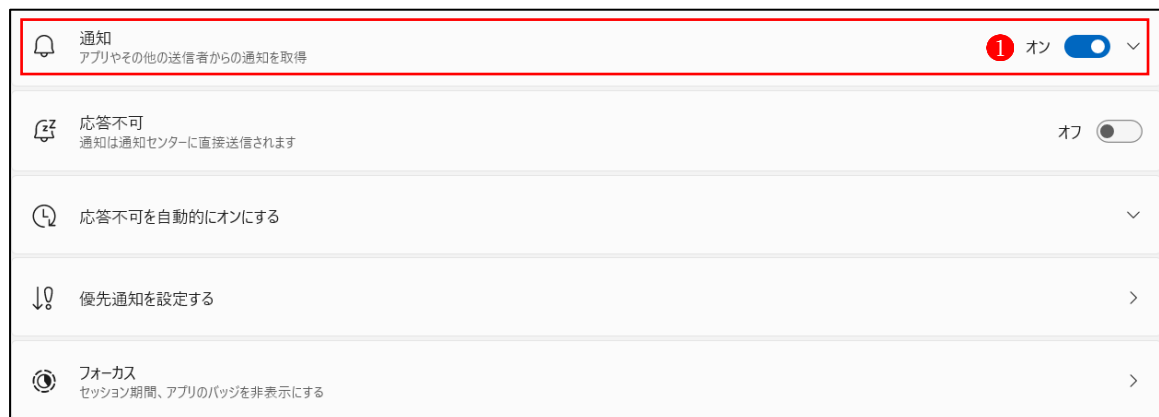 通知
アプリやその他の送信者からの通知を取得
1 オン
応答不可
通知は通知センターに直接送信されます
オフ
応答不可を自動的にオンにする
優先通知を設定する
フォーカス
セッション期間、アプリのバッジを非表示にする